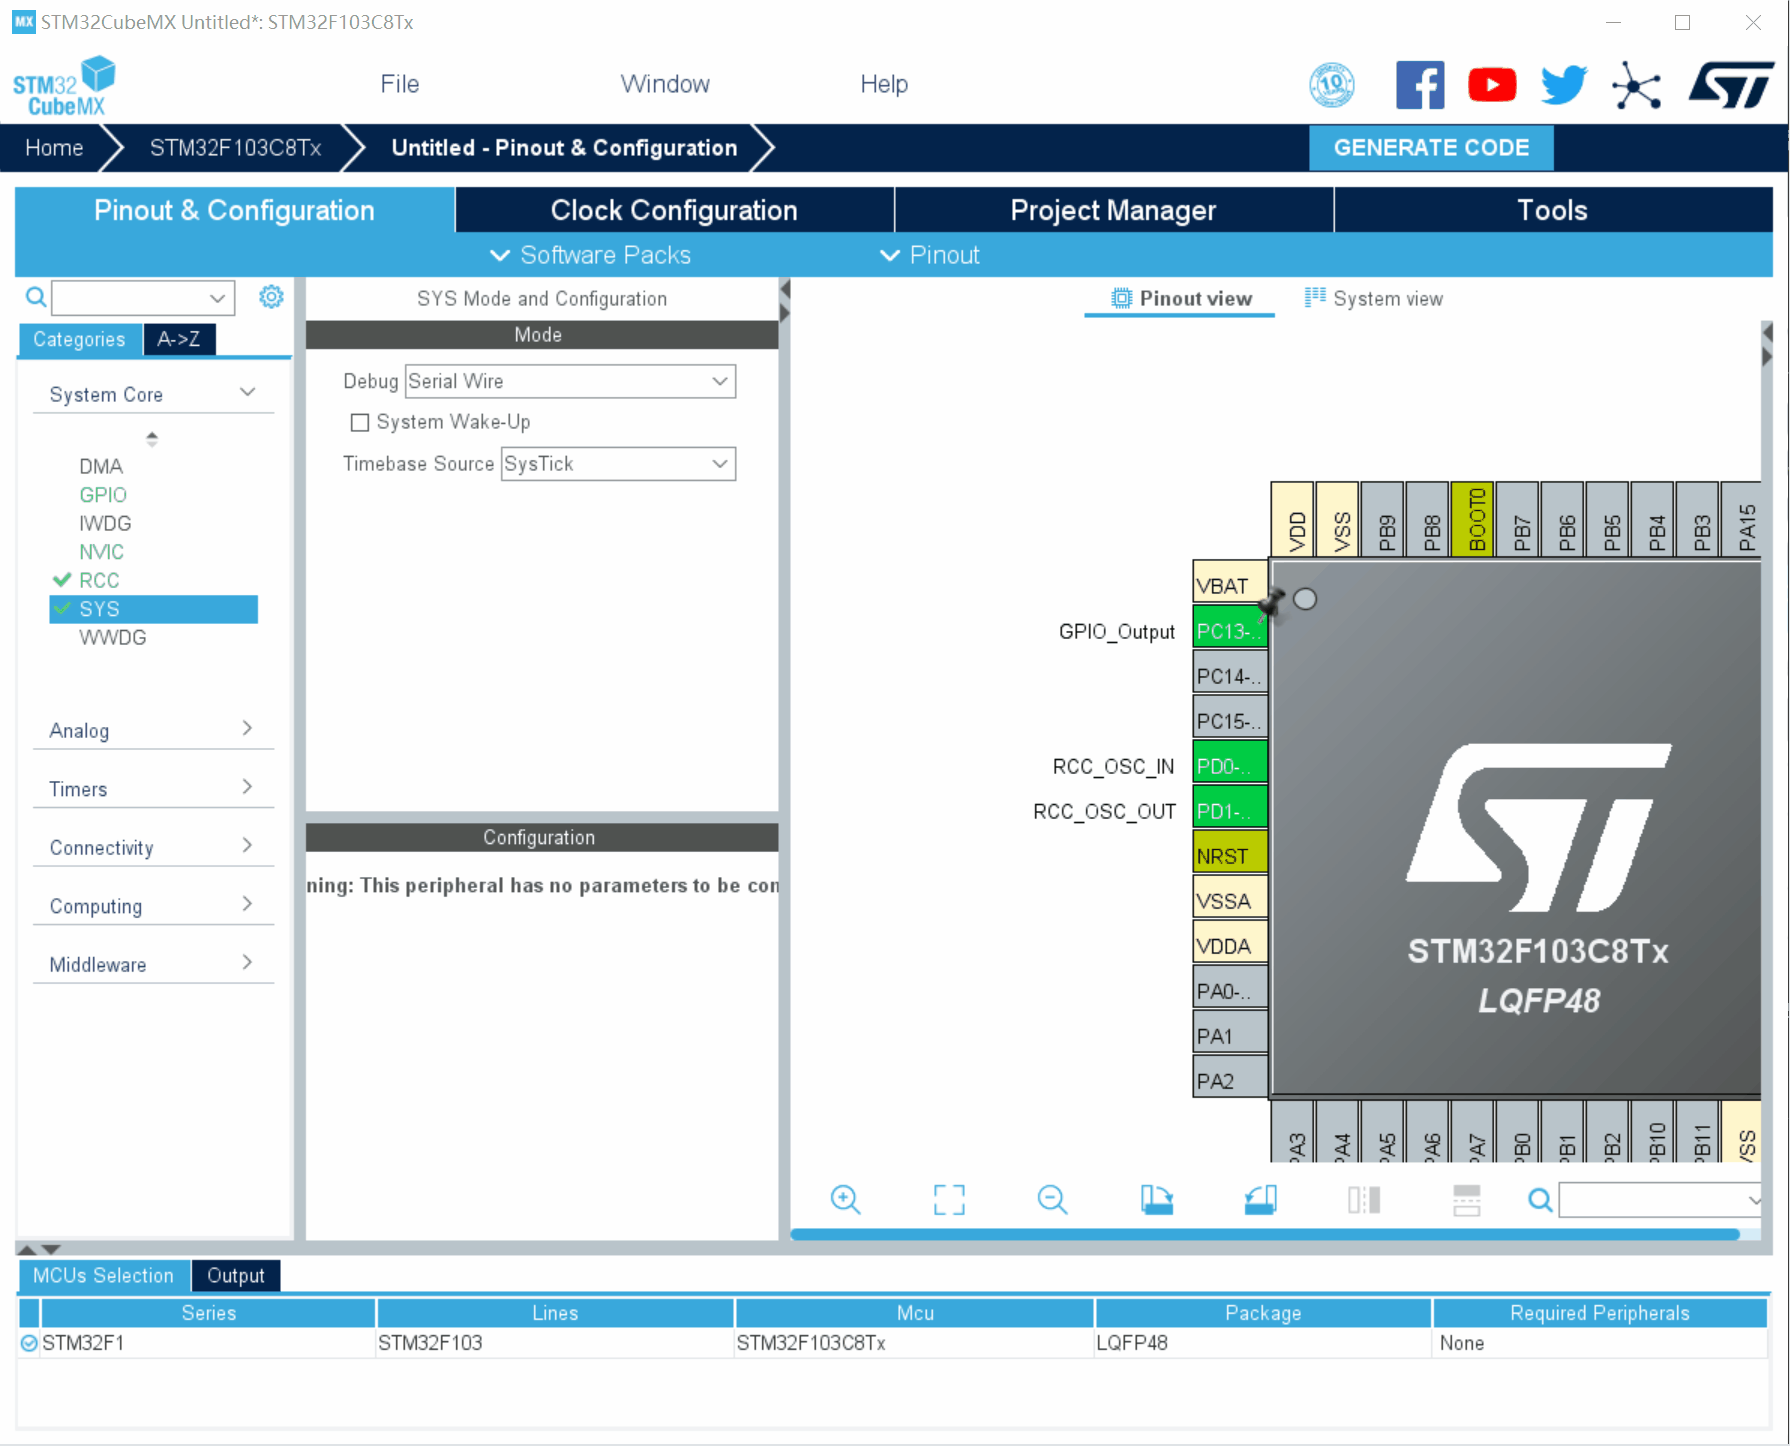 MX STM32CubeMX Untitled*: STM32F103C8Tx
STM32
CubeMX
File Window Help
10
ST
Home STM32F103C8Tx Untitled - Pinout & Configuration GENERATE CODE
Pinout & Configuration Clock Configuration Project Manager Tools
Software Packs Pinout
Categories A->Z
System Core
DMA
GPIO
IWDG
NVIC
RCC
SYS
WWDG
Analog
Timers
Connectivity
Computing
Middleware
SYS Mode and Configuration
Mode
Debug Serial Wire
System Wake-Up
Timebase Source SysTick
Configuration
ning: This peripheral has no parameters to be con
Pinout view System view
VDD VSS PB9 PB8 BOOT0 PB7 PB6 PB5 PB4 PB3 PA15
VBAT
GPIO_Output PC13-..
PC14-..
PC15-..
RCC_OSC_IN PD0-..
RCC_OSC_OUT PD1-..
NRST
VSSA
VDDA
PA0-..
PA1
PA2
ST
STM32F103C8Tx
LQFP48
PA3 PA4 PA5 PA6 PA7 PB0 PB1 PB2 PB10 PB11 VSS
MCUs Selection Output
Series Lines Mcu Package Required Peripherals
STM32F1 STM32F103 STM32F103C8Tx LQFP48 None